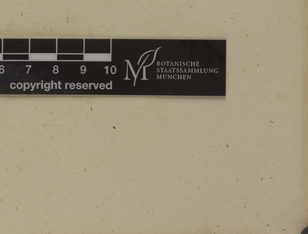 6 7 8 9 10
copyright reserved
BOTANISCHE
STAATSSAMMLUNG
MÜNCHEN